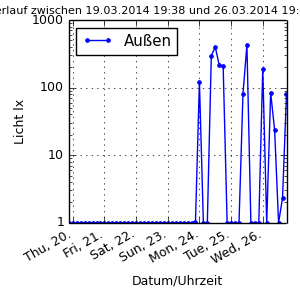 erlauf zwischen 19.03.2014 19:38 und 26.03.2014 19:
1000
Außen
100
Licht lx
10
1
Thu, 20. Fri, 21. Sat, 22. Sun, 23. Mon, 24. Tue, 25. Wed, 26.
Datum/Uhrzeit